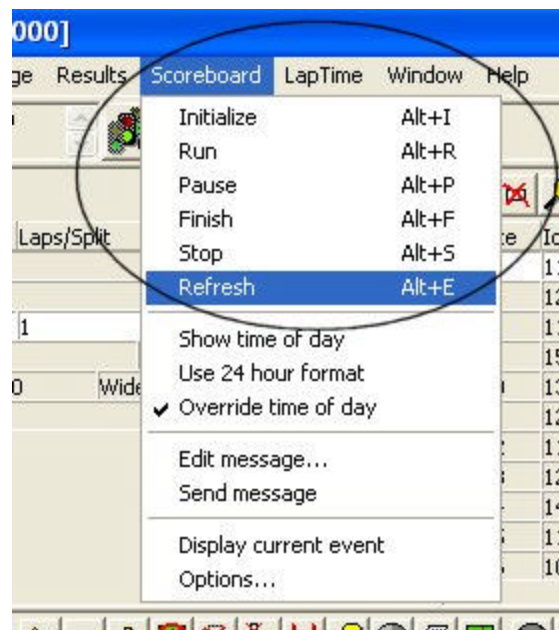 000]
ge Results Scoreboard LapTime Window Help
Initialize Alt+I
Run Alt+R
Pause Alt+P
Finish Alt+F
Laps/Split
Stop Alt+S
Refresh Alt+E
1
Show time of day
Use 24 hour format
0 Wide
Override time of day
Edit message...
Send message
Display current event
Options...